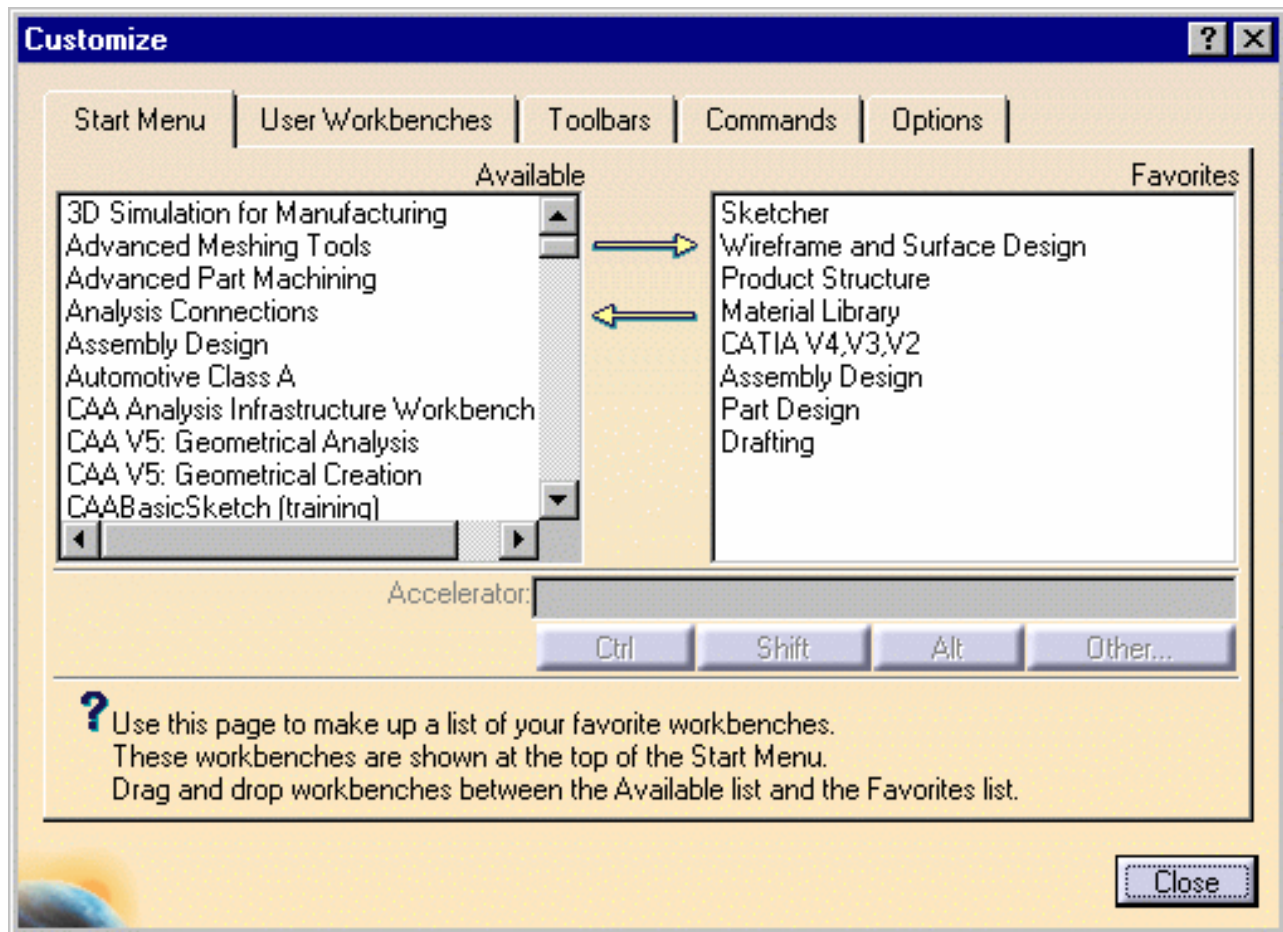 Customize
Start Menu User Workbenches Toolbars Commands Options
Available
3D Simulation for Manufacturing
Advanced Meshing Tools
Advanced Part Machining
Analysis Connections
Assembly Design
Automotive Class A
CAA Analysis Infrastructure Workbench
CAA V5: Geometrical Analysis
CAA V5: Geometrical Creation
CAABasicSketch (training)
Favorites
Sketcher
Wireframe and Surface Design
Product Structure
Material Library
CATIA V4,V3,V2
Assembly Design
Part Design
Drafting
Accelerator:
Ctrl Shift Alt Other...
? Use this page to make up a list of your favorite workbenches.
These workbenches are shown at the top of the Start Menu.
Drag and drop workbenches between the Available list and the Favorites list.
Close